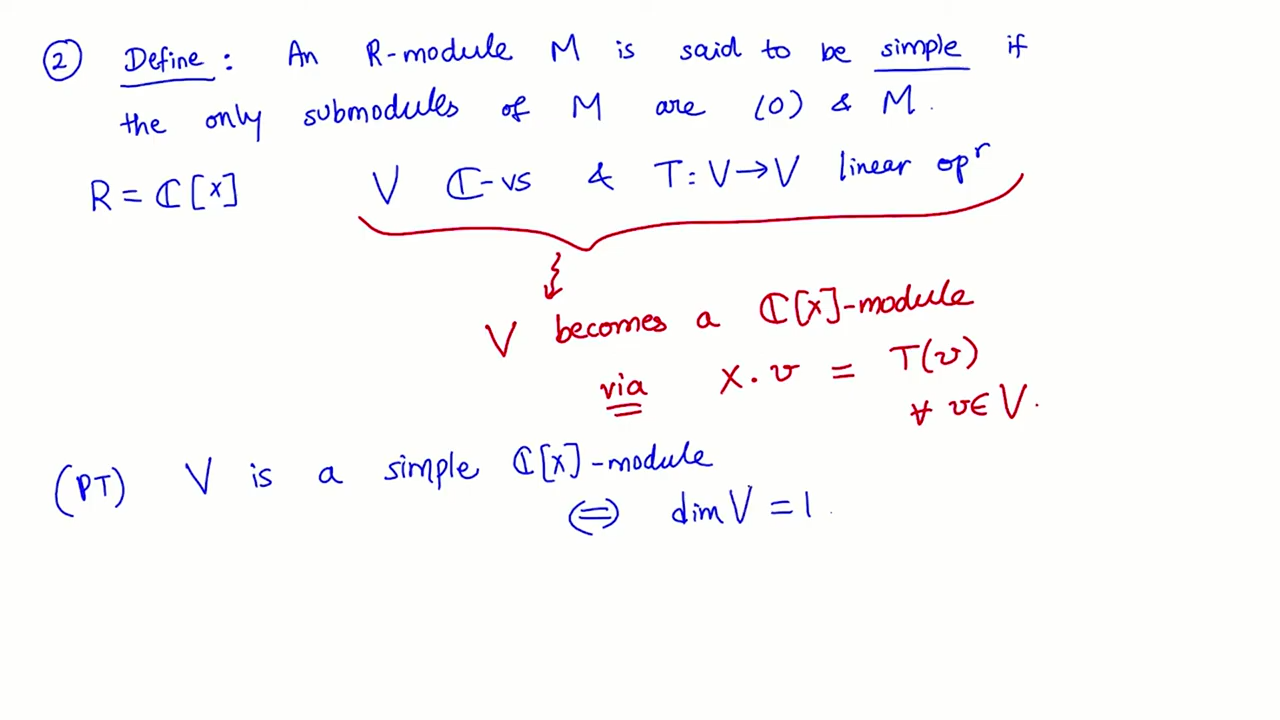 ② Define : An R-module M is said to be simple if
the only submodules of M are (0) & M.
R = ℂ[x] V ℂ-vs & T: V→V linear opʳ
V becomes a ℂ[x]-module
via x . v = T(v)
∀ v∈V.
(PT) V is a simple ℂ[x]-module
⇔ dim V = 1.